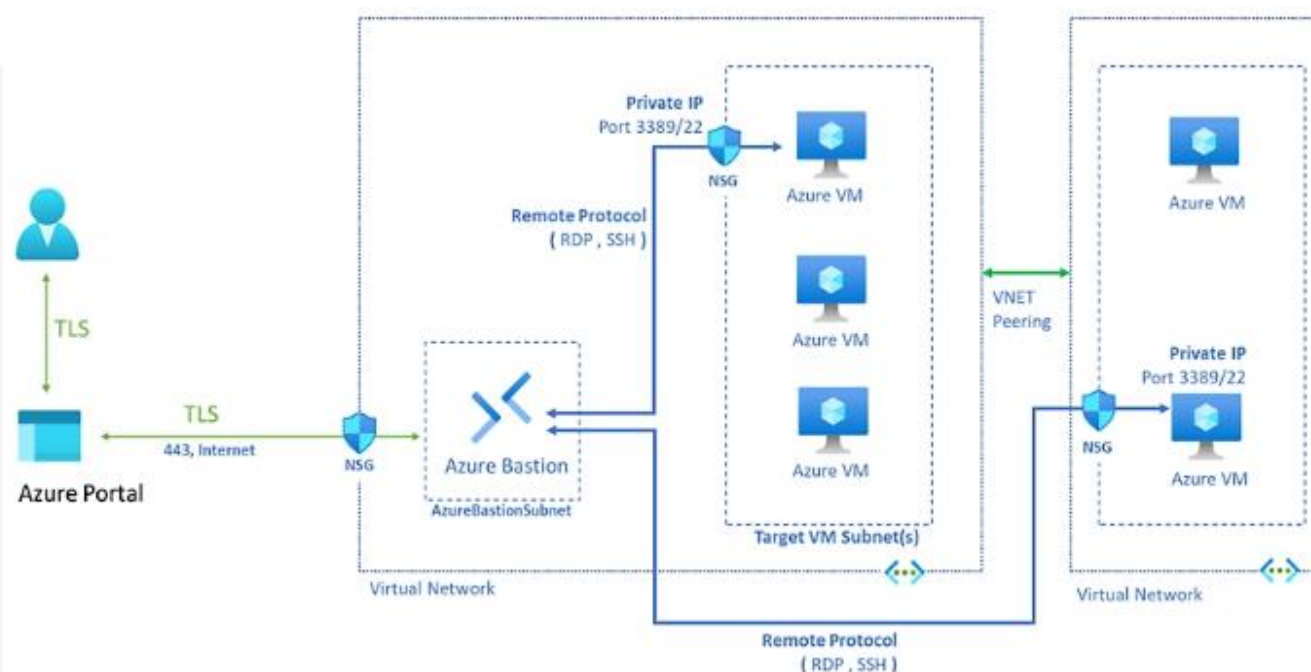 Private IP
Port 3389/22
NSG
Azure VM
Azure VM
Remote Protocol
( RDP , SSH )
TLS
Azure VM
VNET
Peering
Azure VM
Private IP
Port 3389/22
TLS
443, Internet
NSG
Azure Bastion
NSG
Azure VM
Azure VM
Azure Portal
AzureBastionSubnet
Target VM Subnet(s)
Virtual Network
Virtual Network
Remote Protocol
( RDP , SSH )